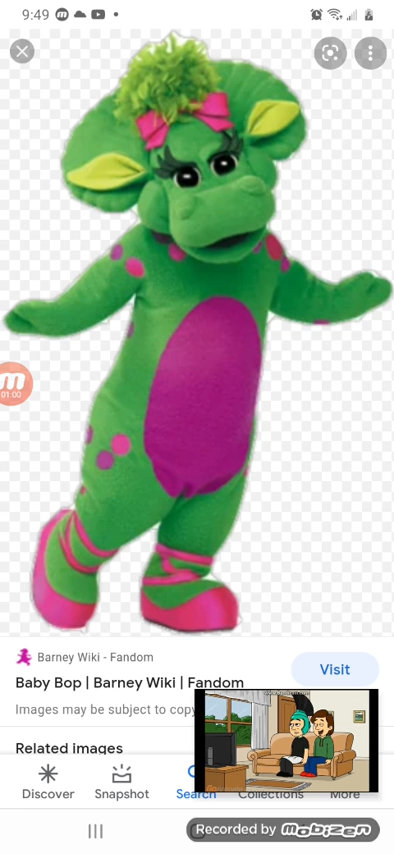 9:49
m
01:00
Barney Wiki - Fandom
Visit
Baby Bop | Barney Wiki | Fandom
Images may be subject to copy
Related images
Discover
Snapshot
Search
Collections
More
Recorded by mobizen